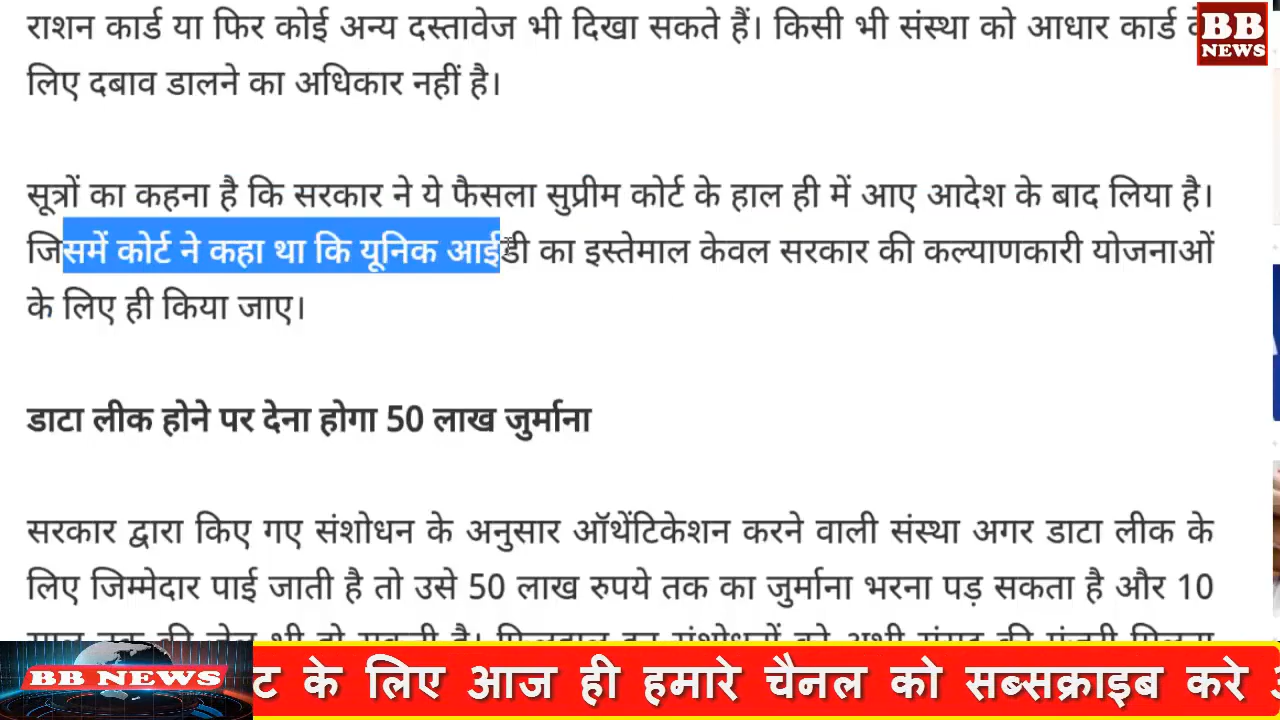 राशन कार्ड या फिर कोई अन्य दस्तावेज भी दिखा सकते हैं। किसी भी संस्था को आधार कार्ड
BB
NEWS
लिए दबाव डालने का अधिकार नहीं है।
सूत्रों का कहना है कि सरकार ने ये फैसला सुप्रीम कोर्ट के हाल ही में आए आदेश के बाद लिया है।
जिसमें कोर्ट ने कहा था कि यूनिक आईडी का इस्तेमाल केवल सरकार की कल्याणकारी योजनाओं
के लिए ही किया जाए।
डाटा लीक होने पर देना होगा 50 लाख जुर्माना
सरकार द्वारा किए गए संशोधन के अनुसार ऑथेंटिकेशन करने वाली संस्था अगर डाटा लीक के
लिए जिम्मेदार पाई जाती है तो उसे 50 लाख रुपये तक का जुर्माना भरना पड़ सकता है और 10
BB NEWS
ट के लिए आज ही हमारे चैनल को सब्सक्राइब करे